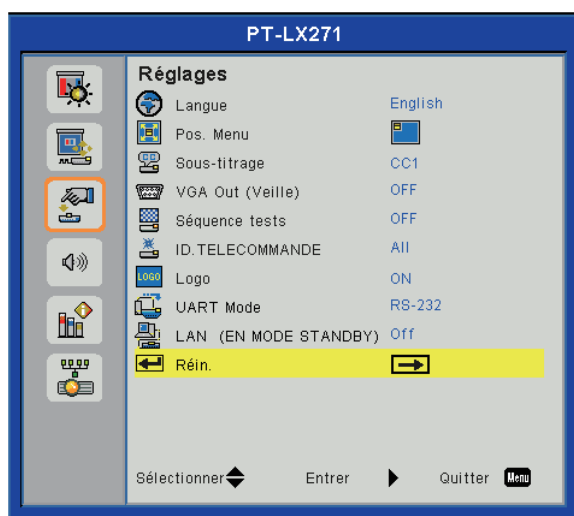 PT-LX271
Réglages
Langue English
Pos. Menu
Sous-titrage CC1
VGA Out (Veille) OFF
Séquence tests OFF
ID.TELECOMMANDE All
LOGO Logo ON
UART Mode RS-232
LAN (EN MODE STANDBY) Off
Réin.
Sélectionner Entrer Quitter Menu